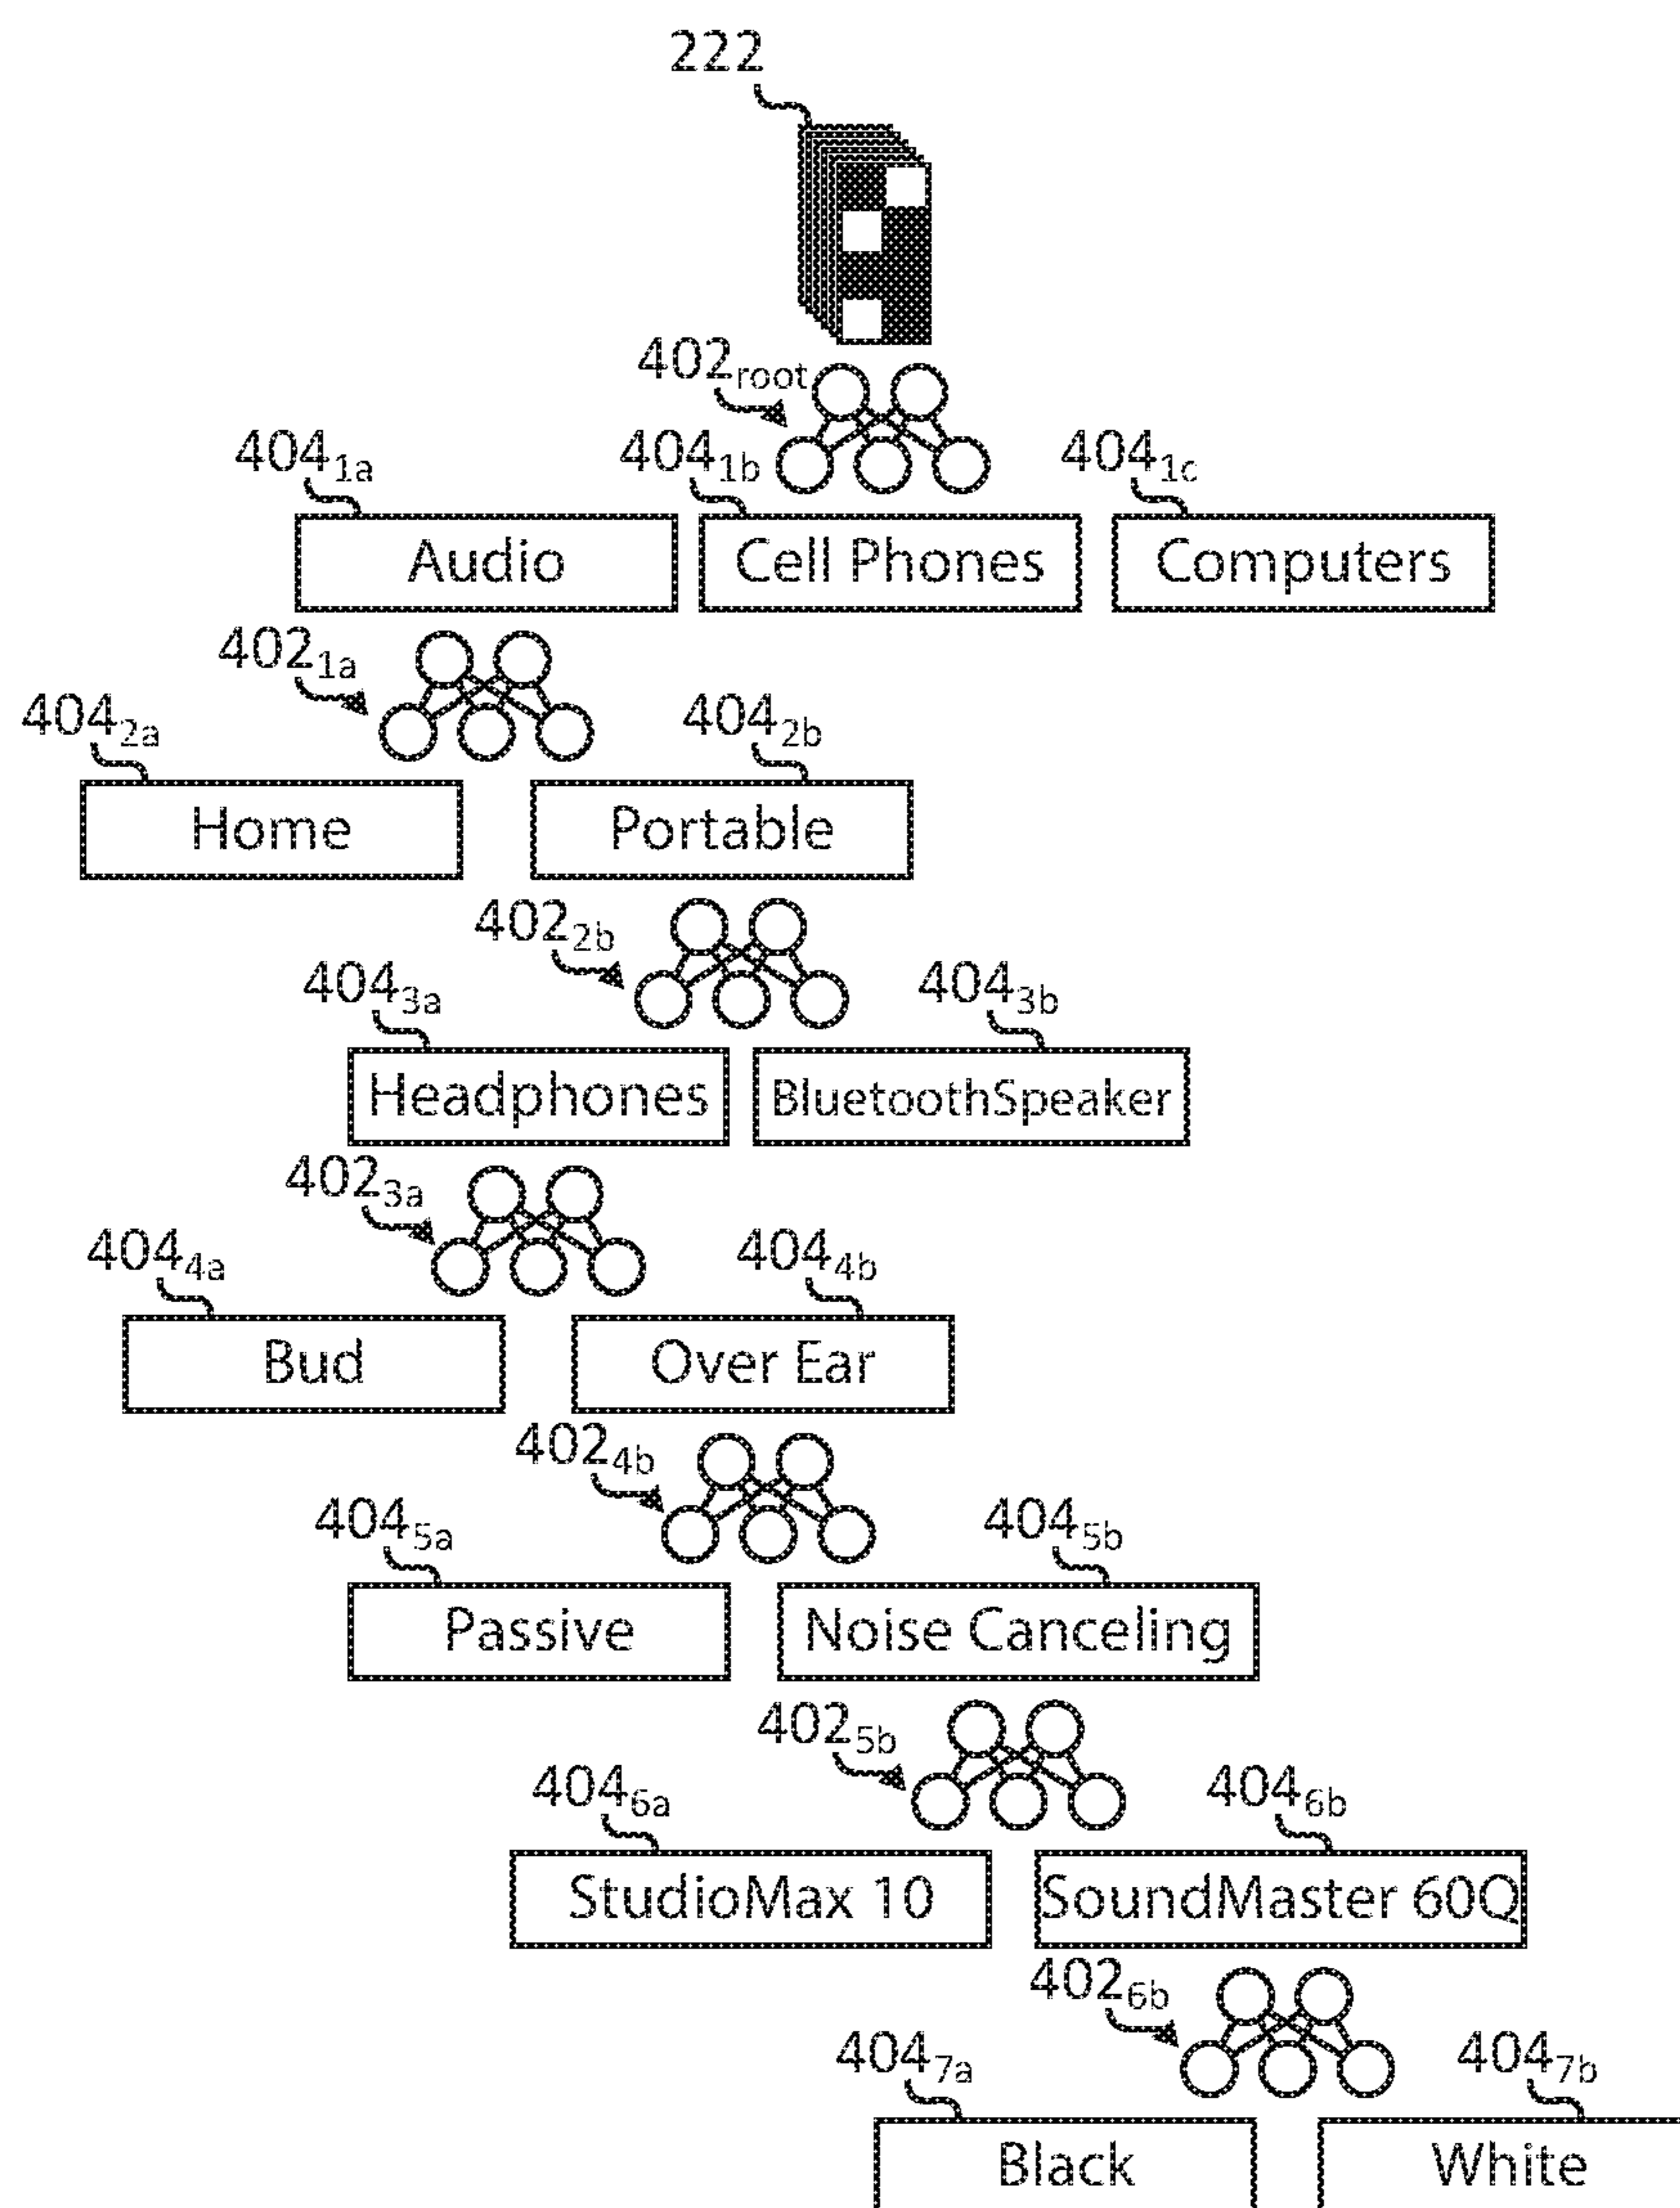 222
402root
4041a 4041b 4041c
Audio Cell Phones Computers
4021a
4042a 4042b
Home Portable
4022b
4043a 4043b
Headphones BluetoothSpeaker
4023a
4044a 4044b
Bud Over Ear
4024b
4045a 4045b
Passive Noise Canceling
4025b
4046a 4046b
StudioMax 10 SoundMaster 60Q
4026b
4047a 4047b
Black White